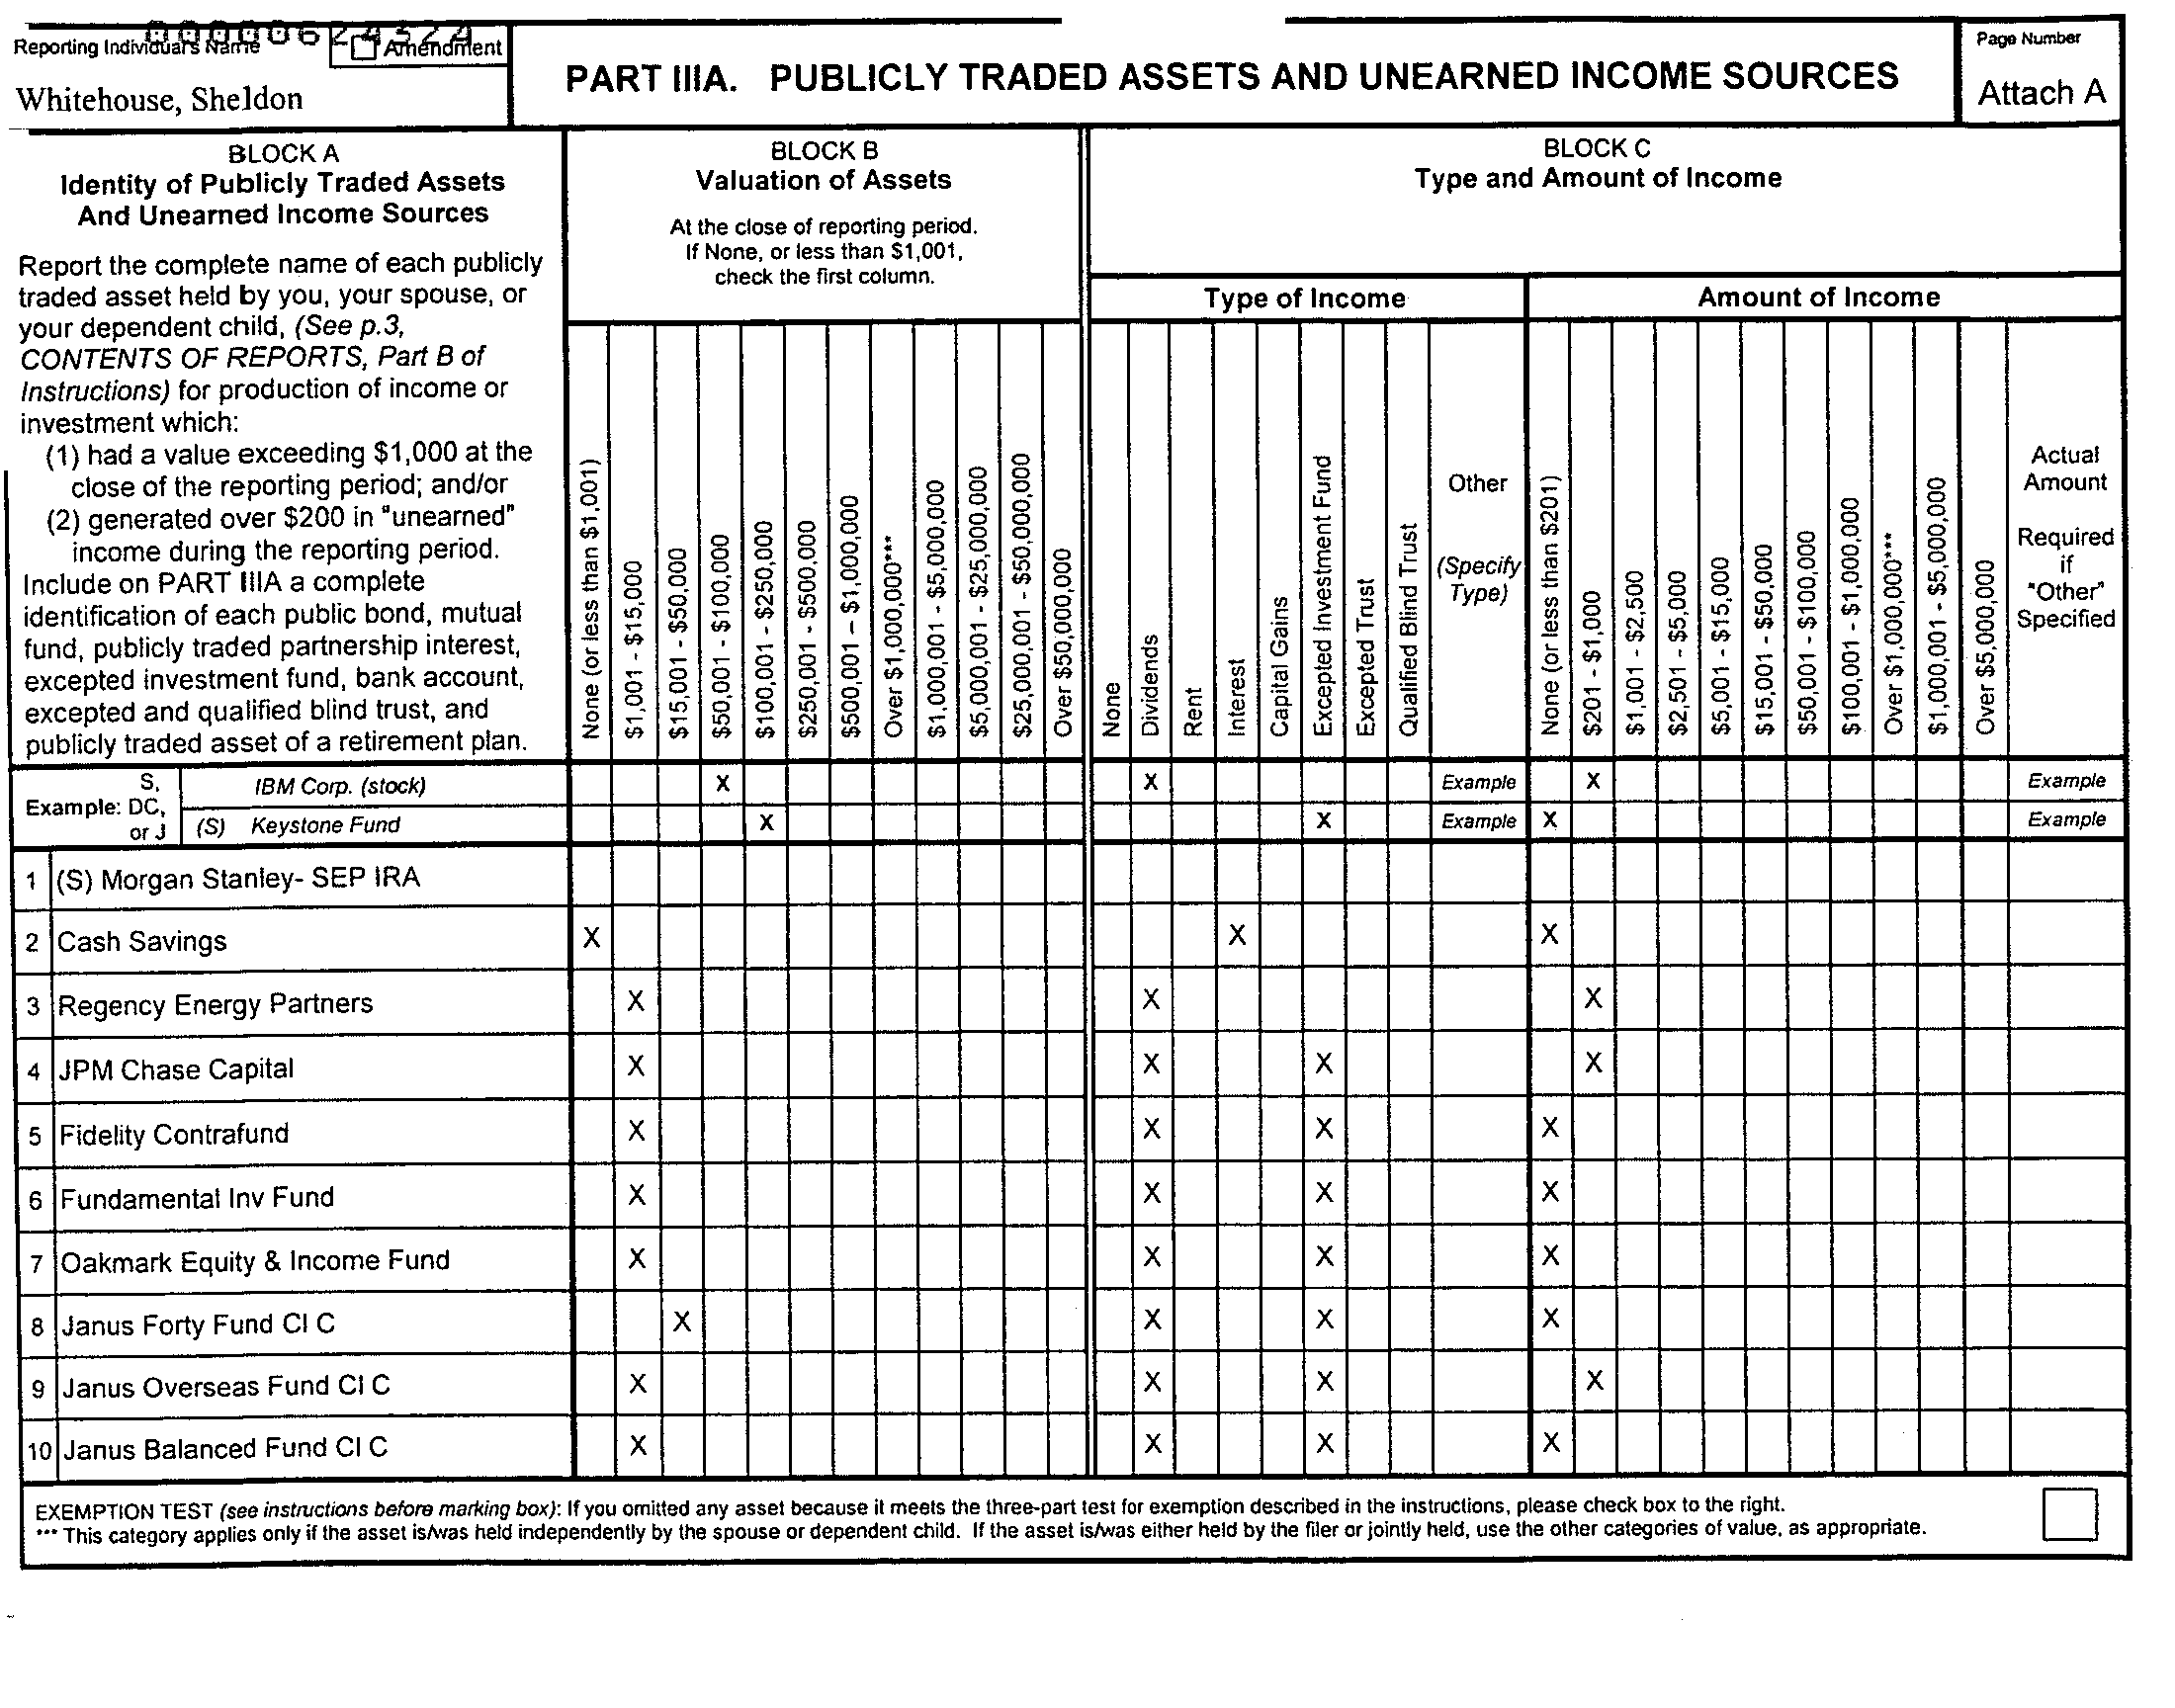 Reporting Individual's Name
Amendment
Whitehouse, Sheldon
PART IIIA. PUBLICLY TRADED ASSETS AND UNEARNED INCOME SOURCES
Page Number
Attach A
BLOCK A
Identity of Publicly Traded Assets
And Unearned Income Sources
Report the complete name of each publicly
traded asset held by you, your spouse, or
your dependent child, (See p.3,
CONTENTS OF REPORTS, Part B of
Instructions) for production of income or
investment which:
(1) had a value exceeding $1,000 at the
close of the reporting period; and/or
(2) generated over $200 in "unearned"
income during the reporting period.
Include on PART IIIA a complete
identification of each public bond, mutual
fund, publicly traded partnership interest,
excepted investment fund, bank account,
excepted and qualified blind trust, and
publicly traded asset of a retirement plan.
BLOCK B
Valuation of Assets
At the close of reporting period.
If None, or less than $1,001,
check the first column.
None (or less than $1,001)
$1,001 - $15,000
$15,001 - $50,000
$50,001 - $100,000
$100,001 - $250,000
$250,001 - $500,000
$500,001 – $1,000,000
Over $1,000,000***
$1,000,001 - $5,000,000
$5,000,001 - $25,000,000
$25,000,001 - $50,000,000
Over $50,000,000
BLOCK C
Type and Amount of Income
Type of Income
None
Dividends
Rent
Interest
Capital Gains
Excepted Investment Fund
Excepted Trust
Qualified Blind Trust
Other
(Specify
Type)
Amount of Income
None (or less than $201)
$201 - $1,000
$1,001 - $2,500
$2,501 - $5,000
$5,001 - $15,000
$15,001 - $50,000
$50,001 - $100,000
$100,001 - $1,000,000
Over $1,000,000***
$1,000,001 - $5,000,000
Over $5,000,000
Actual
Amount
Required
if
"Other"
Specified
Example: S, DC, or J
IBM Corp. (stock) X X Example X Example
(S) Keystone Fund X X Example X Example
1 (S) Morgan Stanley- SEP IRA
2 Cash Savings X X X
3 Regency Energy Partners X X X
4 JPM Chase Capital X X X X
5 Fidelity Contrafund X X X X
6 Fundamental Inv Fund X X X X
7 Oakmark Equity & Income Fund X X X X
8 Janus Forty Fund Cl C X X X X
9 Janus Overseas Fund Cl C X X X X
10 Janus Balanced Fund Cl C X X X X
EXEMPTION TEST (see instructions before marking box): If you omitted any asset because it meets the three-part test for exemption described in the instructions, please check box to the right.
*** This category applies only if the asset is/was held independently by the spouse or dependent child. If the asset is/was either held by the filer or jointly held, use the other categories of value, as appropriate.